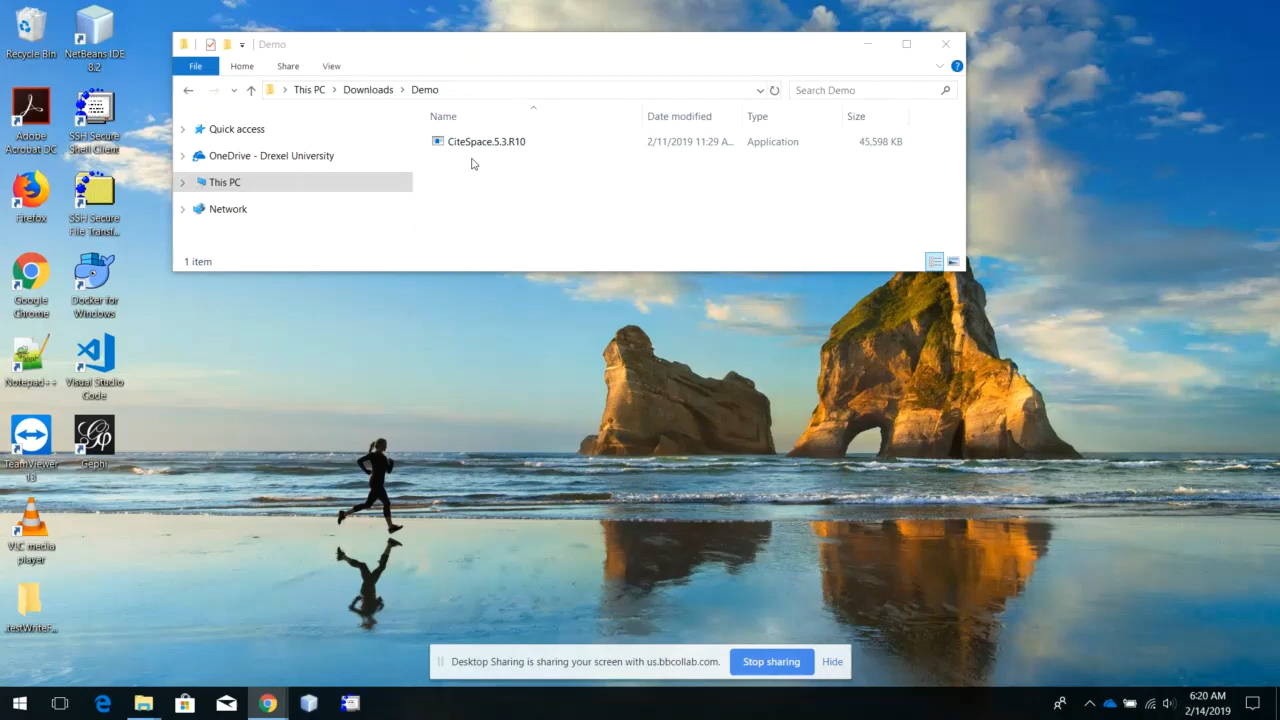 Demo
File
Home
Share
View
This PC
Downloads
Demo
Search Demo
Name
Date modified
Type
Size
Quick access
OneDrive - Drexel University
This PC
Network
CiteSpace.5.3.R10
2/11/2019 11:29 A...
Application
45,598 KB
1 item
Recycle Bin
NetBeans IDE
8.2
Adobe
Acrobat DC
SSH Secure
Shell Client
Firefox
SSH Secure
File Transf...
Google
Chrome
Docker for
Windows
Notepad++
Visual Studio
Code
TeamViewer
13
Gephi
VLC media
player
.testWriteF...
Desktop Sharing is sharing your screen with us.bbcollab.com.
Stop sharing
Hide
6:20 AM
2/14/2019